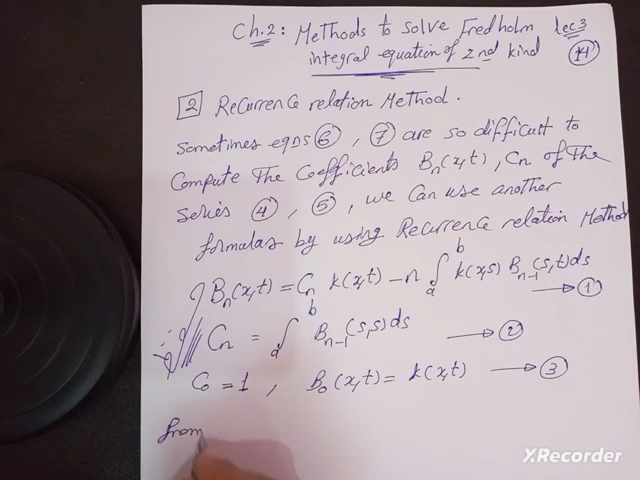 Ch.2: Methods to solve Fredholm lec 3
integral equation of 2nd kind 14
2 Recurrence relation Method.
Sometimes eqns 6, 7 are so difficult to
Compute The Coefficients Bn(x,t), Cn of The
series 4, 5, we can use another
formulas by using Recurrence relation Method
Bn(x,t) = Cn k(x,t) - n ∫_a^b k(x,s) B_{n-1}(s,t)ds → 1
Cn = ∫_a^b B_{n-1}(s,s)ds → 2
C0 = 1, B0(x,t) = k(x,t) → 3
from
XRecorder